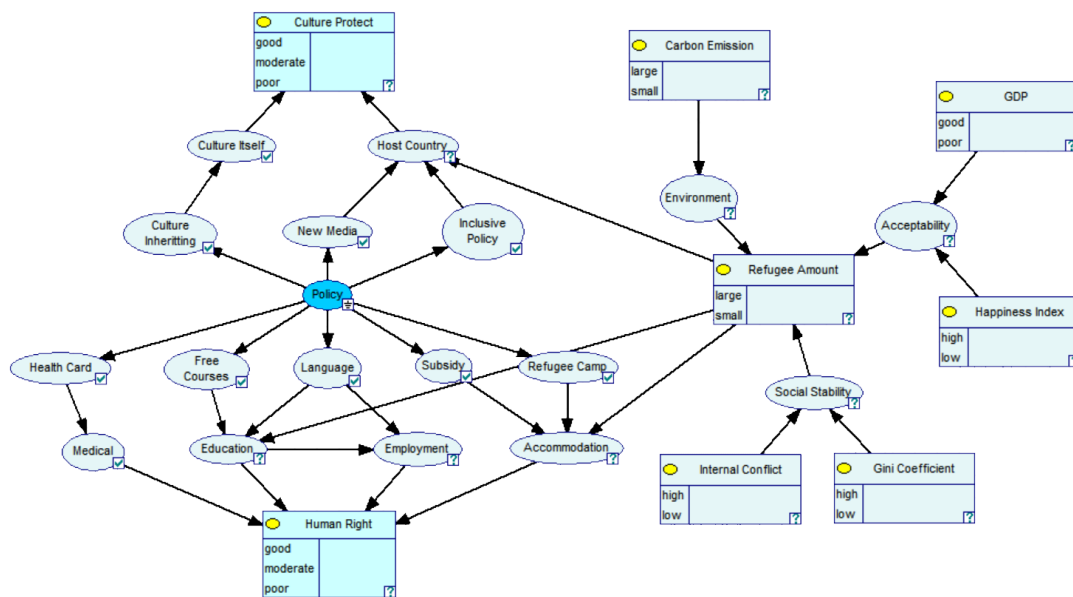 Culture Protect
good
moderate
poor
Carbon Emission
large
small
GDP
good
poor
Culture Itself
Host Country
Environment
Acceptability
Culture
Inheritting
New Media
Inclusive
Policy
Refugee Amount
large
small
Policy
Happiness Index
high
low
Health Card
Free
Courses
Language
Subsidy
Refugee Camp
Social Stability
Medical
Education
Employment
Accommodation
Internal Conflict
high
low
Gini Coefficient
high
low
Human Right
good
moderate
poor